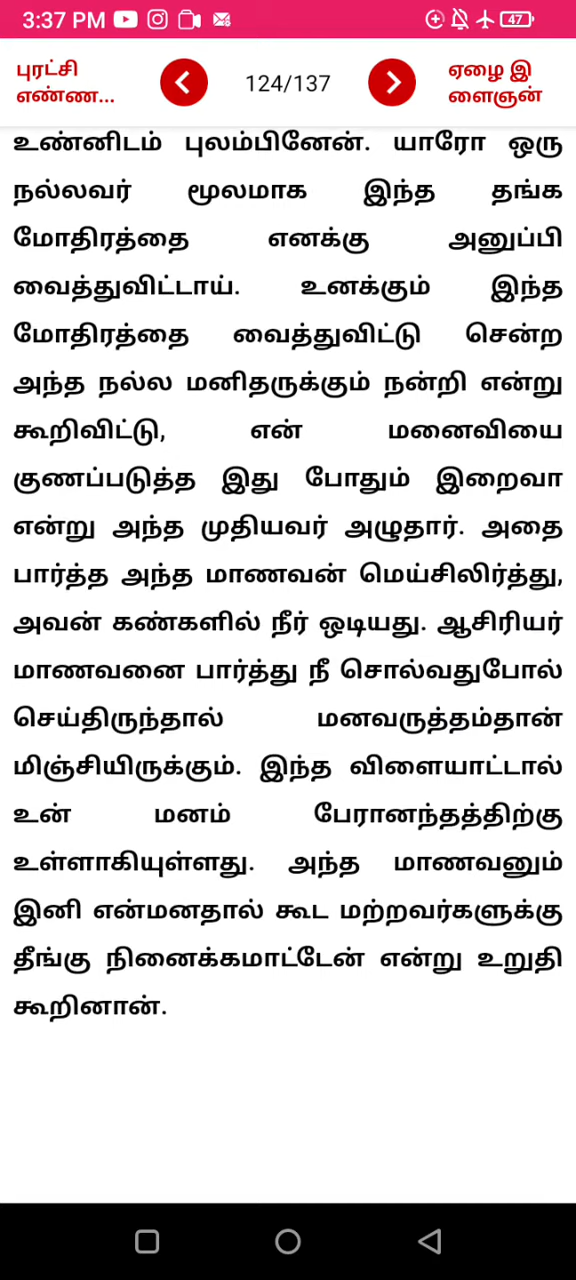 3:37 PM
47
புரட்சி
எண்ண...
124/137
ஏழை இ
ளைஞன்
உன்னிடம் புலம்பினேன். யாரோ ஒரு
நல்லவர் மூலமாக இந்த தங்க
மோதிரத்தை எனக்கு அனுப்பி
வைத்துவிட்டாய். உனக்கும் இந்த
மோதிரத்தை வைத்துவிட்டு சென்ற
அந்த நல்ல மனிதருக்கும் நன்றி என்று
கூறிவிட்டு, என் மனைவியை
குணப்படுத்த இது போதும் இறைவா
என்று அந்த முதியவர் அழுதார். அதை
பார்த்த அந்த மாணவன் மெய்சிலிர்த்து,
அவன் கண்களில் நீர் ஒடியது. ஆசிரியர்
மாணவனை பார்த்து நீ சொல்வதுபோல்
செய்திருந்தால் மனவருத்தம்தான்
மிஞ்சியிருக்கும். இந்த விளையாட்டால்
உன் மனம் பேரானந்தத்திற்கு
உள்ளாகியுள்ளது. அந்த மாணவனும்
இனி என்மனதால் கூட மற்றவர்களுக்கு
தீங்கு நினைக்கமாட்டேன் என்று உறுதி
கூறினான்.